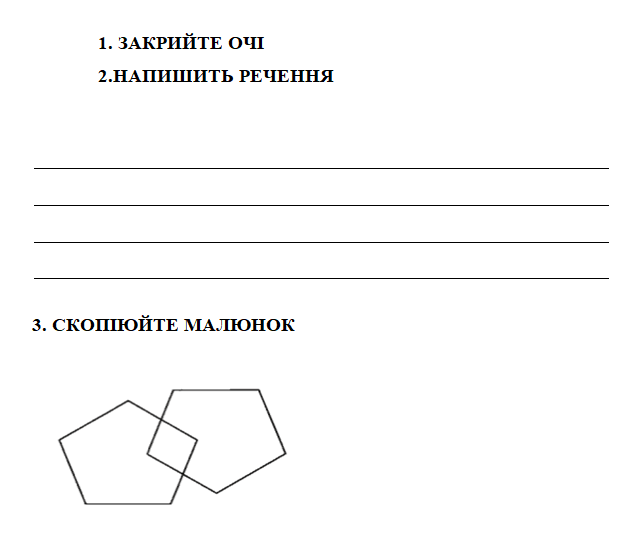 1. ЗАКРИЙТЕ ОЧІ
2.НАПИШИТЬ РЕЧЕННЯ
3. СКОПІЮЙТЕ МАЛЮНОК